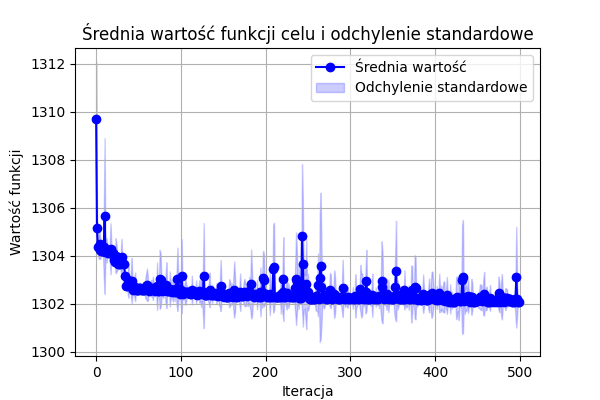 Średnia wartość funkcji celu i odchylenie standardowe
Średnia wartość
Odchylenie standardowe
Wartość funkcji
1312
1310
1308
1306
1304
1302
1300
0 100 200 300 400 500
Iteracja